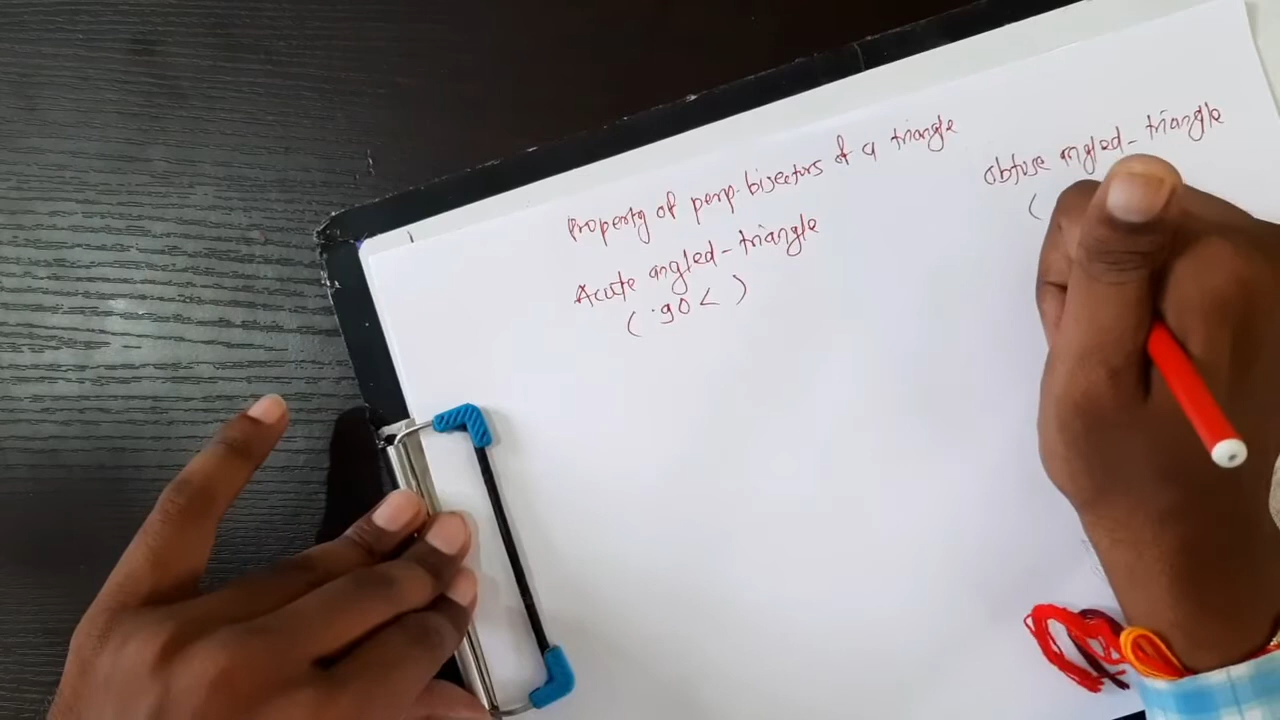 Property of perp. bisectors of a triangle
Acute angled-triangle
( .90 < )
obtuse angled-triangle
(